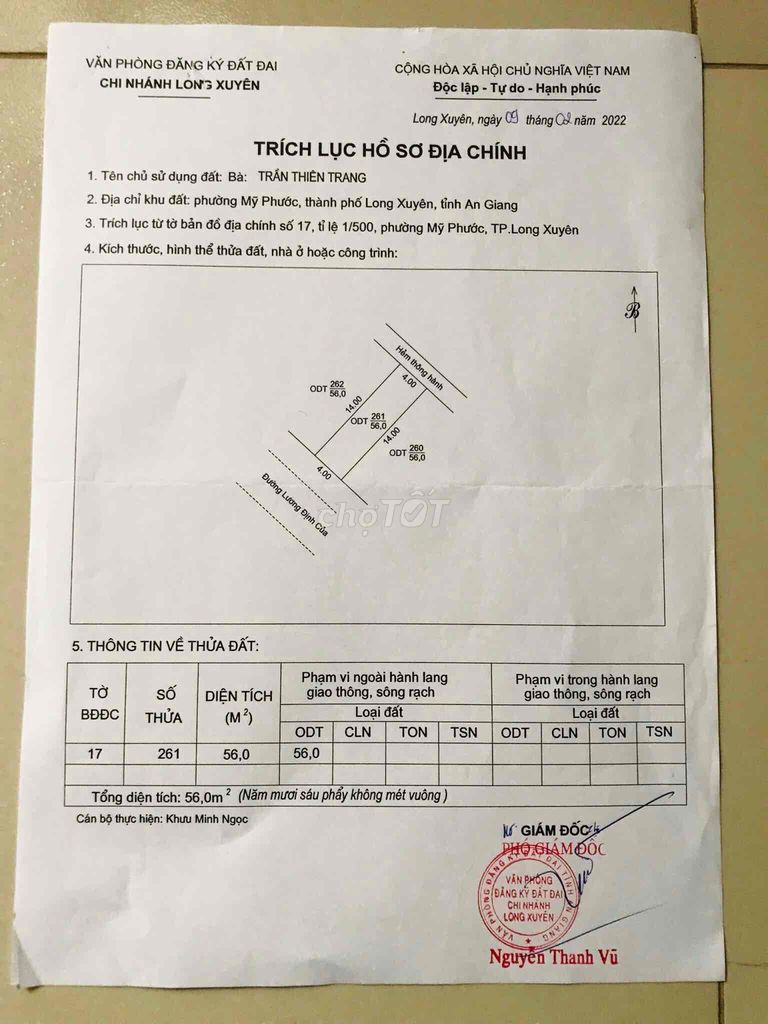 VĂN PHÒNG ĐĂNG KÝ ĐẤT ĐAI
CHI NHÁNH LONG XUYÊN
CỘNG HÒA XÃ HỘI CHỦ NGHĨA VIỆT NAM
Độc lập - Tự do - Hạnh phúc
Long Xuyên, ngày 09 tháng 02 năm 2022
TRÍCH LỤC HỒ SƠ ĐỊA CHÍNH
1. Tên chủ sử dụng đất: Bà: TRẦN THIÊN TRANG
2. Địa chỉ khu đất: phường Mỹ Phước, thành phố Long Xuyên, tỉnh An Giang
3. Trích lục từ tờ bản đồ địa chính số 17, tỉ lệ 1/500, phường Mỹ Phước, TP.Long Xuyên
4. Kích thước, hình thể thửa đất, nhà ở hoặc công trình:
B
Hẻm thông hành
4.00
ODT 262
56,0
14.00
ODT 261
56,0
14.00
ODT 260
56,0
4.00
Đường Lương Định Của
chợTỐT
5. THÔNG TIN VỀ THỬA ĐẤT:
TỜ BĐĐC
SỐ THỬA
DIỆN TÍCH (M2)
Phạm vi ngoài hành lang
giao thông, sông rạch
Phạm vi trong hành lang
giao thông, sông rạch
Loại đất
Loại đất
ODT CLN TON TSN ODT CLN TON TSN
17 261 56,0 56,0
Tổng diện tích: 56,0m2 (Năm mươi sáu phẩy không mét vuông )
Cán bộ thực hiện: Khưu Minh Ngọc
GIÁM ĐỐC
PHÓ GIÁM ĐỐC
VĂN PHÒNG ĐĂNG KÝ ĐẤT ĐAI TỈNH AN GIANG
VĂN PHÒNG
ĐĂNG KÝ ĐẤT ĐAI
CHI NHÁNH
LONG XUYÊN
Nguyễn Thanh Vũ